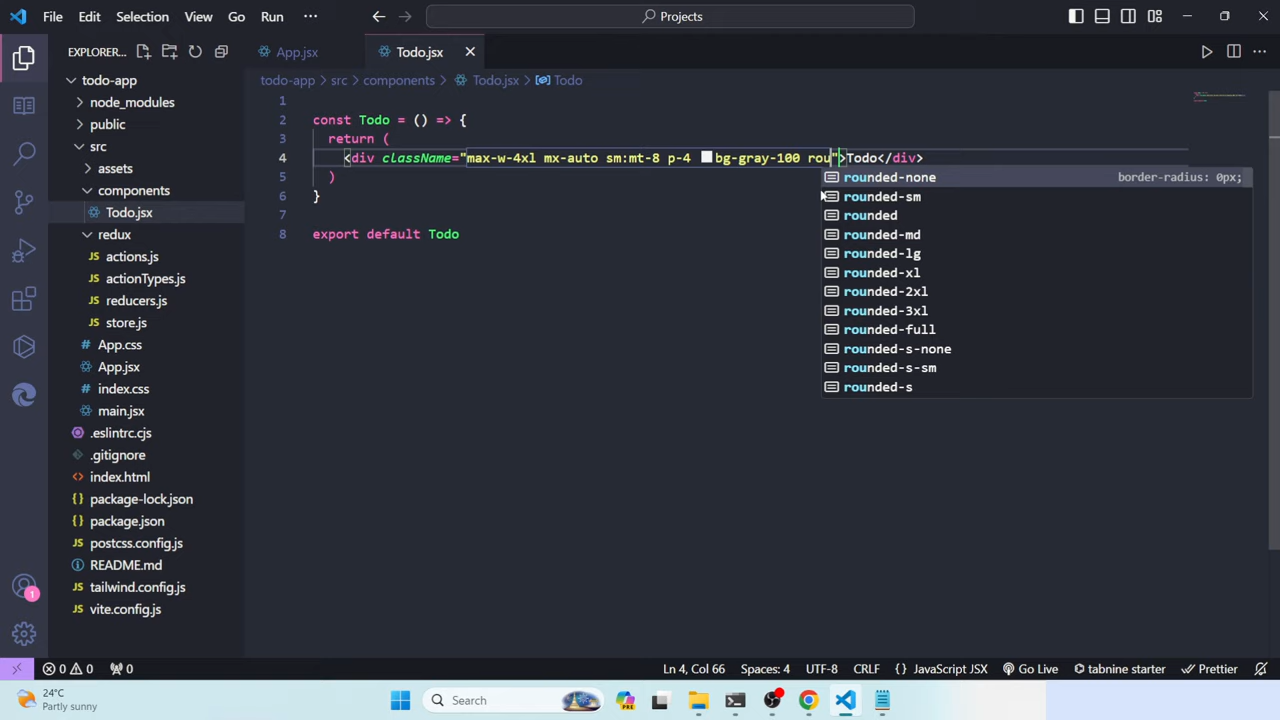 File Edit Selection View Go Run ··· Projects
EXPLORER... App.jsx Todo.jsx
todo-app
node_modules
public
src
assets
components
Todo.jsx
redux
actions.js
actionTypes.js
reducers.js
store.js
App.css
App.jsx
index.css
main.jsx
.eslintrc.cjs
.gitignore
index.html
package-lock.json
package.json
postcss.config.js
README.md
tailwind.config.js
vite.config.js
todo-app > src > components > Todo.jsx > Todo
1
2 const Todo = () => {
3 return (
4 <div className="max-w-4xl mx-auto sm:mt-8 p-4 bg-gray-100 rou">Todo</div>
5 )
6 }
7
8 export default Todo
rounded-none border-radius: 0px;
rounded-sm
rounded
rounded-md
rounded-lg
rounded-xl
rounded-2xl
rounded-3xl
rounded-full
rounded-s-none
rounded-s-sm
rounded-s
1
0 0 0 Ln 4, Col 66 Spaces: 4 UTF-8 CRLF {} JavaScript JSX Go Live tabnine starter Prettier
24°C
Partly sunny
Search
PRE